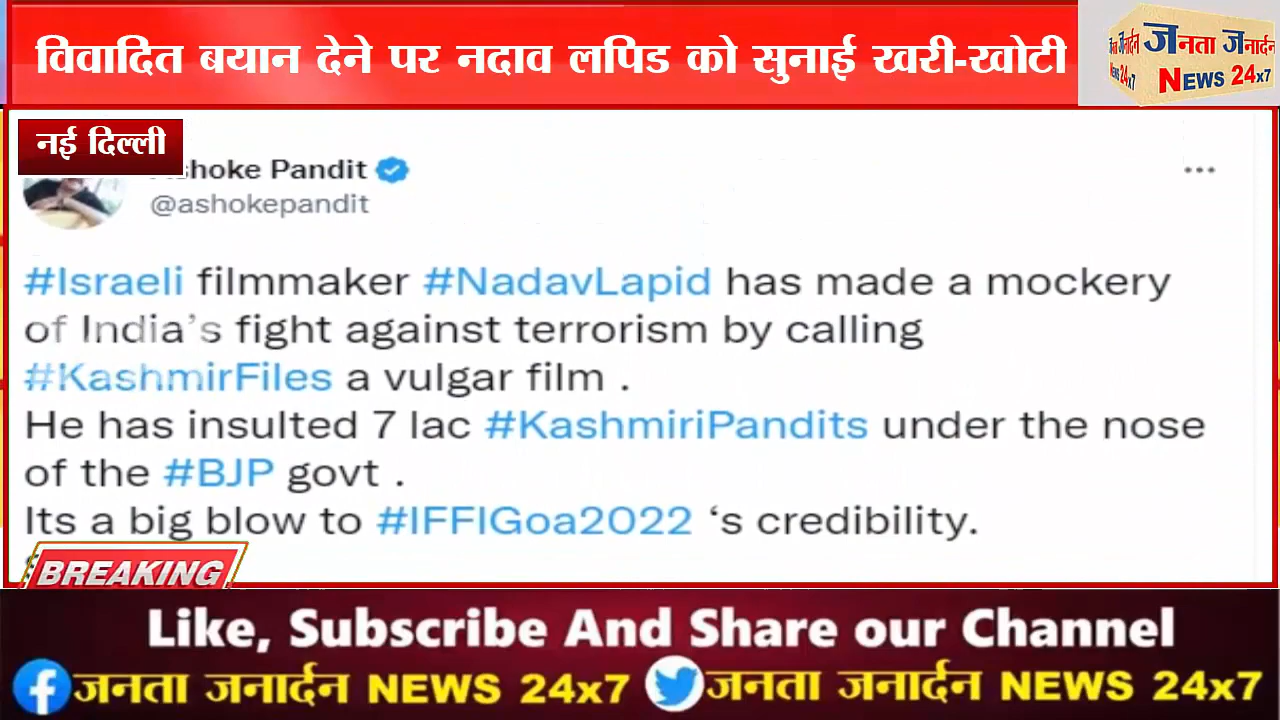 विवादित बयान देने पर नदाव लपिड को सुनाई खरी-खोटी
जनता जनार्दन
NEWS 24x7
नई दिल्ली
shoke Pandit
@ashokepandit
#Israeli filmmaker #NadavLapid has made a mockery
of India's fight against terrorism by calling
#KashmirFiles a vulgar film .
He has insulted 7 lac #KashmiriPandits under the nose
of the #BJP govt .
Its a big blow to #IFFIGoa2022 ‘s credibility.
BREAKING
Like, Subscribe And Share our Channel
जनता जनार्दन NEWS 24x7 जनता जनार्दन NEWS 24x7